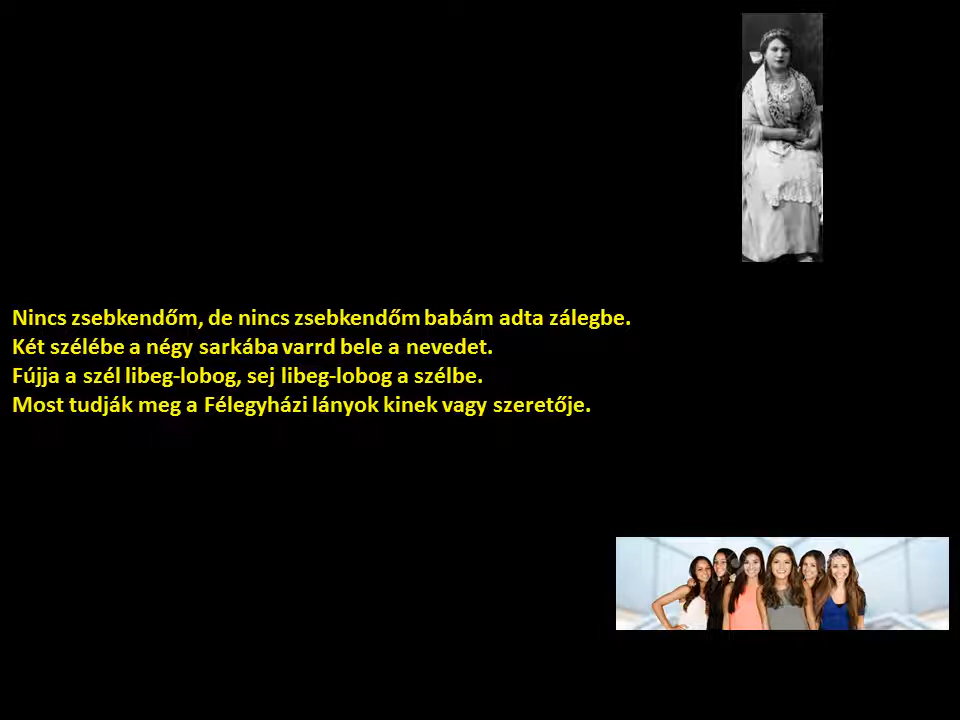 Nincs zsebkendőm, de nincs zsebkendőm babám adta zálegbe.
Két szélébe a négy sarkába varrd bele a nevedet.
Fújja a szél libeg-lobog, sej libeg-lobog a szélbe.
Most tudják meg a Félegyházi lányok kinek vagy szeretője.